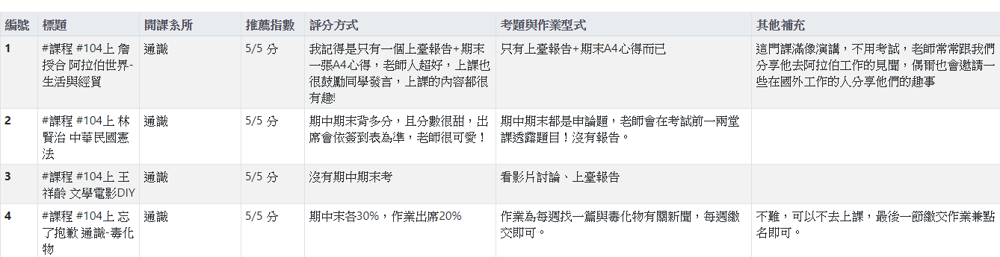 編號 標題 開課系所 推薦指數 評分方式 考題與作業型式 其他補充
1 #課程 #104上 詹 通識 5/5 分 我記得是只有一個上臺報告+期末 只有上臺報告+期末A4心得而已 這門課滿像演講，不用考試，老師常常跟我們
授合 阿拉伯世界- 一張A4心得，老師人超好，上課也 分享他去阿拉伯工作的見聞，偶爾也會邀請一
生活與經貿 很鼓勵同學發言，上課的內容都很 些在國外工作的人分享他們的趣事
有趣!
2 #課程 #104上 林 通識 5/5 分 期中期末背多分，且分數很甜，出 期中期末都是申論題，老師會在考試前一兩堂
賢治 中華民國憲 席會依簽到表為準，老師很可愛！ 課透露題目！沒有報告。
法
3 #課程 #104上 王 通識 5/5 分 沒有期中期末考 看影片討論、上臺報告
祥齡 文學電影DIY
4 #課程 #104上 忘 通識 5/5 分 期中末各30%，作業出席20% 作業為每週找一篇與毒化物有關新聞，每週繳 不難，可以不去上課，最後一節繳交作業兼點
了抱歉 通識-毒化 交即可。 名即可。
物